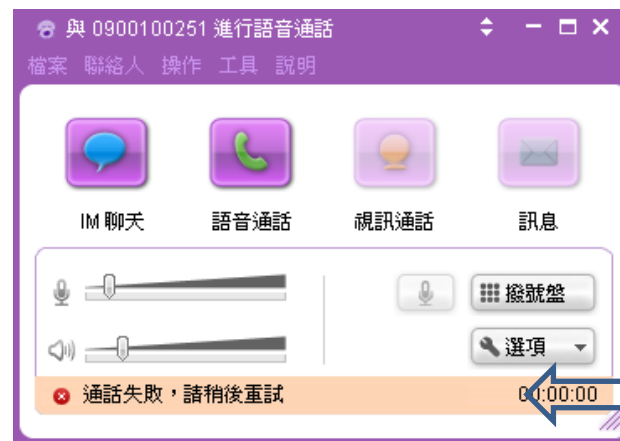 與 0900100251 進行語音通話
檔案 聯絡人 操作 工具 說明
IM 聊天 語音通話 視訊通話 訊息
撥號盤
選項
通話失敗，請稍後重試 00:00:00